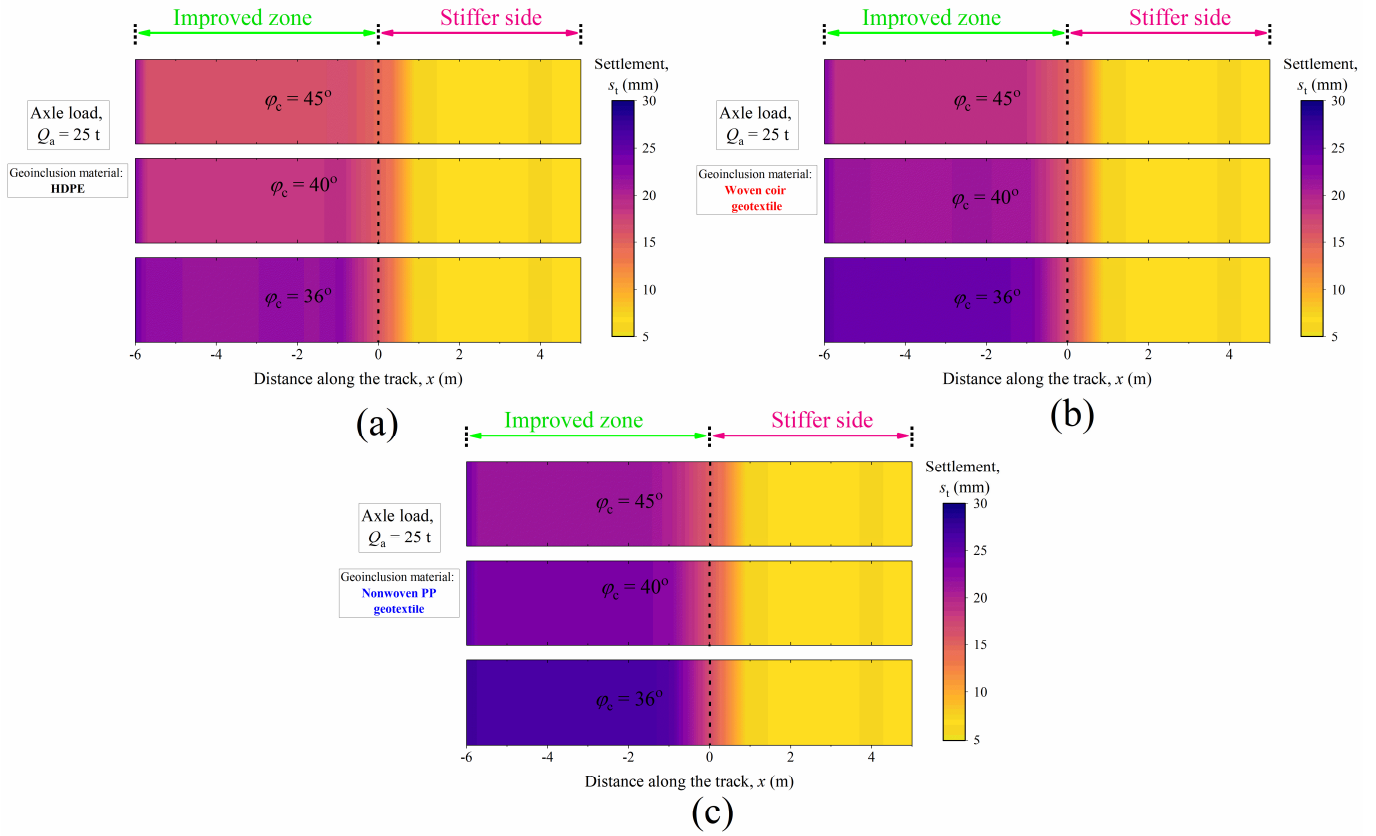 Improved zone
Stiffer side
Axle load,
Qa = 25 t
Geoinclusion material:
HDPE
φc = 45°
φc = 40°
φc = 36°
Settlement,
st (mm)
30
25
20
15
10
5
-6 -4 -2 0 2 4
Distance along the track, x (m)
(a)
Improved zone
Stiffer side
Axle load,
Qa = 25 t
Geoinclusion material:
Woven coir
geotextile
φc = 45°
φc = 40°
φc = 36°
Settlement,
st (mm)
30
25
20
15
10
5
-6 -4 -2 0 2 4
Distance along the track, x (m)
(b)
Improved zone
Stiffer side
Axle load,
Qa = 25 t
Geoinclusion material:
Nonwoven PP
geotextile
φc = 45°
φc = 40°
φc = 36°
Settlement,
st (mm)
30
25
20
15
10
5
-6 -4 -2 0 2 4
Distance along the track, x (m)
(c)